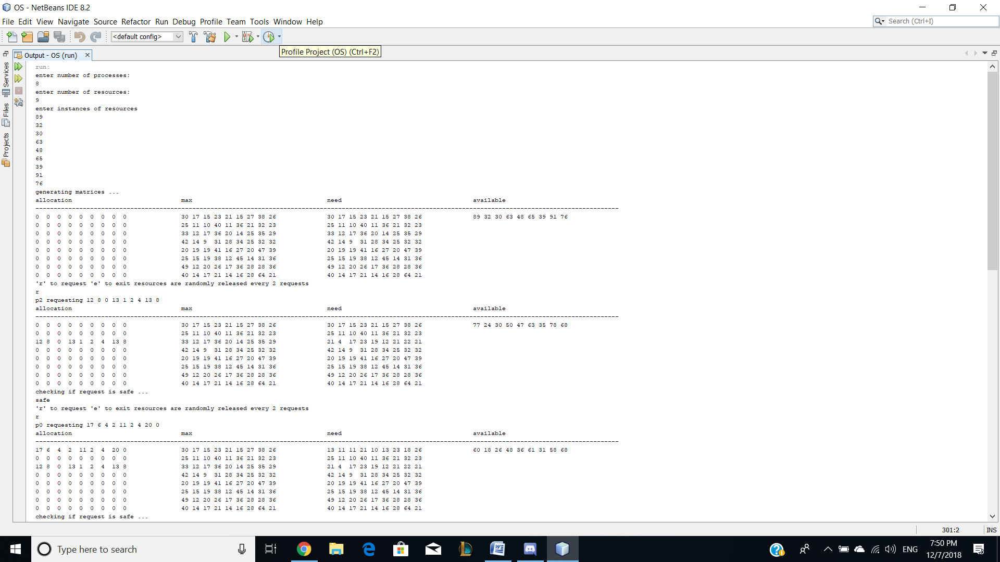 OS - NetBeans IDE 8.2
File Edit View Navigate Source Refactor Run Debug Profile Team Tools Window Help
Search (Ctrl+I)
<default config>
Profile Project (OS) (Ctrl+F2)
Output - OS (run)
Services
Files
Projects
run:
enter number of processes:
8
enter number of resources:
9
enter instances of resources
89
32
30
63
48
65
39
91
76
generating matrices ...
allocation max need available
--------------------------------------------------------------------------------
0 0 0 0 0 0 0 0 0 30 17 15 23 21 15 27 38 26 30 17 15 23 21 15 27 38 26 89 32 30 63 48 65 39 91 76
0 0 0 0 0 0 0 0 0 25 11 10 40 11 36 21 32 23 25 11 10 40 11 36 21 32 23
0 0 0 0 0 0 0 0 0 33 12 17 36 20 14 25 35 29 33 12 17 36 20 14 25 35 29
0 0 0 0 0 0 0 0 0 42 14 9 31 28 34 25 32 32 42 14 9 31 28 34 25 32 32
0 0 0 0 0 0 0 0 0 20 19 19 41 16 27 20 47 39 20 19 19 41 16 27 20 47 39
0 0 0 0 0 0 0 0 0 25 15 19 38 12 45 14 31 36 25 15 19 38 12 45 14 31 36
0 0 0 0 0 0 0 0 0 49 12 20 26 17 36 28 28 36 49 12 20 26 17 36 28 28 36
0 0 0 0 0 0 0 0 0 40 14 17 21 14 16 28 64 21 40 14 17 21 14 16 28 64 21
'r' to request 'e' to exit resources are randomly released every 2 requests
r
p2 requesting 12 8 0 13 1 2 4 13 8
allocation max need available
--------------------------------------------------------------------------------
0 0 0 0 0 0 0 0 0 30 17 15 23 21 15 27 38 26 30 17 15 23 21 15 27 38 26 77 24 30 50 47 63 35 78 68
0 0 0 0 0 0 0 0 0 25 11 10 40 11 36 21 32 23 25 11 10 40 11 36 21 32 23
12 8 0 13 1 2 4 13 8 33 12 17 36 20 14 25 35 29 21 4 17 23 19 12 21 22 21
0 0 0 0 0 0 0 0 0 42 14 9 31 28 34 25 32 32 42 14 9 31 28 34 25 32 32
0 0 0 0 0 0 0 0 0 20 19 19 41 16 27 20 47 39 20 19 19 41 16 27 20 47 39
0 0 0 0 0 0 0 0 0 25 15 19 38 12 45 14 31 36 25 15 19 38 12 45 14 31 36
0 0 0 0 0 0 0 0 0 49 12 20 26 17 36 28 28 36 49 12 20 26 17 36 28 28 36
0 0 0 0 0 0 0 0 0 40 14 17 21 14 16 28 64 21 40 14 17 21 14 16 28 64 21
checking if request is safe ...
safe
'r' to request 'e' to exit resources are randomly released every 2 requests
r
p0 requesting 17 6 4 2 11 2 4 20 0
allocation max need available
--------------------------------------------------------------------------------
17 6 4 2 11 2 4 20 0 30 17 15 23 21 15 27 38 26 13 11 11 21 10 13 23 18 26 60 18 26 48 36 61 31 58 68
0 0 0 0 0 0 0 0 0 25 11 10 40 11 36 21 32 23 25 11 10 40 11 36 21 32 23
12 8 0 13 1 2 4 13 8 33 12 17 36 20 14 25 35 29 21 4 17 23 19 12 21 22 21
0 0 0 0 0 0 0 0 0 42 14 9 31 28 34 25 32 32 42 14 9 31 28 34 25 32 32
0 0 0 0 0 0 0 0 0 20 19 19 41 16 27 20 47 39 20 19 19 41 16 27 20 47 39
0 0 0 0 0 0 0 0 0 25 15 19 38 12 45 14 31 36 25 15 19 38 12 45 14 31 36
0 0 0 0 0 0 0 0 0 49 12 20 26 17 36 28 28 36 49 12 20 26 17 36 28 28 36
0 0 0 0 0 0 0 0 0 40 14 17 21 14 16 28 64 21 40 14 17 21 14 16 28 64 21
checking if request is safe ...
301:2 INS
Type here to search
ENG
7:50 PM
12/7/2018